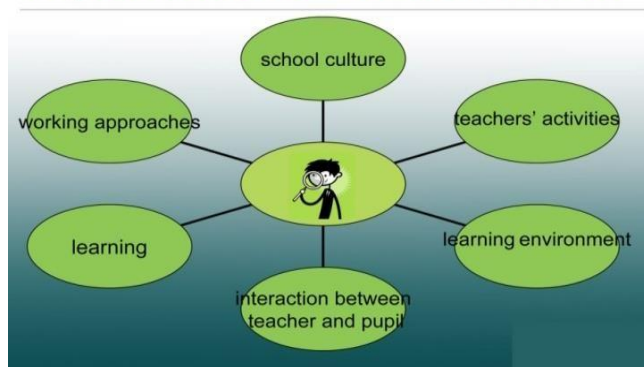 school culture
working approaches
teachers' activities
learning
learning environment
interaction between
teacher and pupil